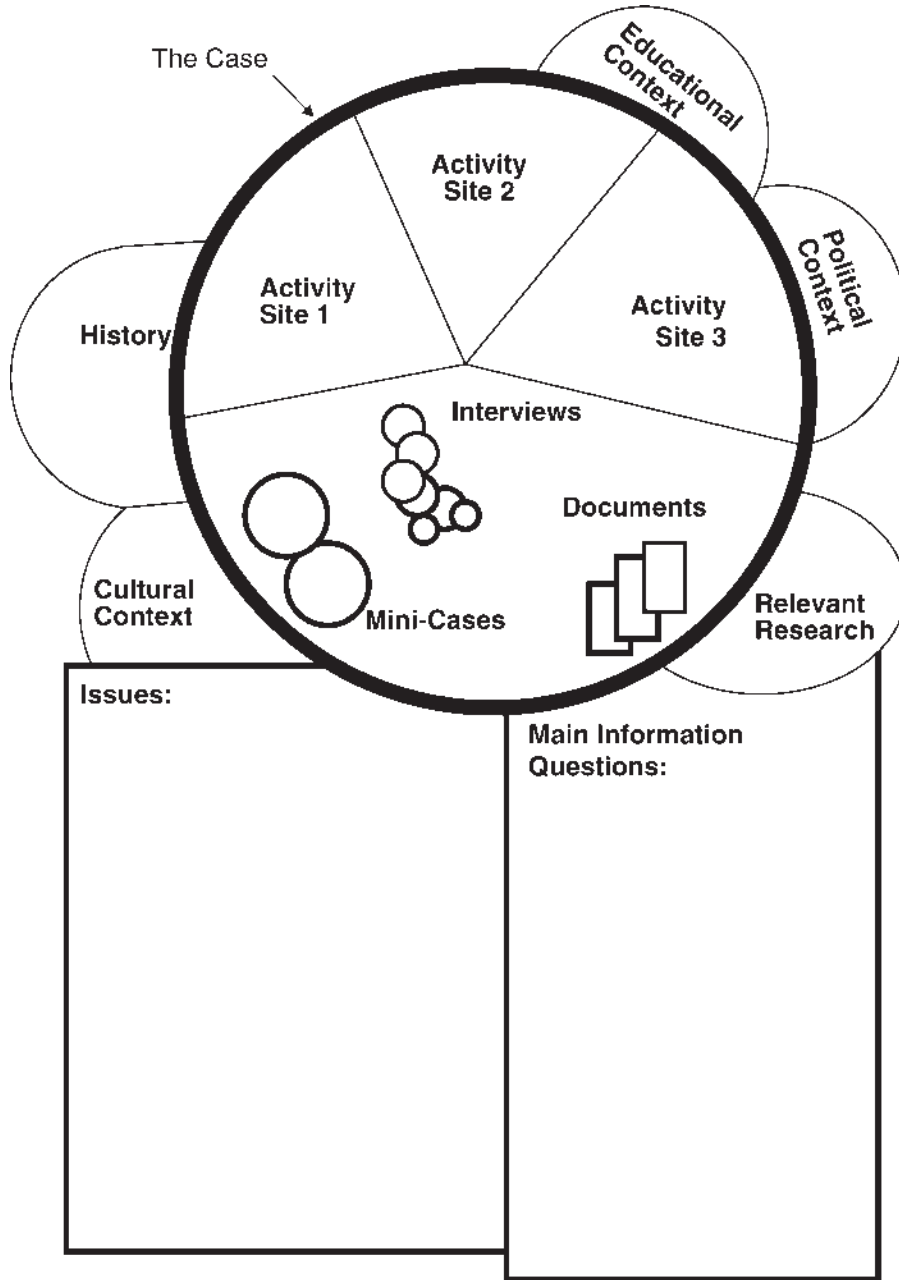 The Case
Educational
Context
Activity
Site 2
Political
Context
Activity
Site 1
Activity
Site 3
History
Interviews
Documents
Cultural
Context
Mini-Cases
Relevant
Research
Issues:
Main Information
Questions: